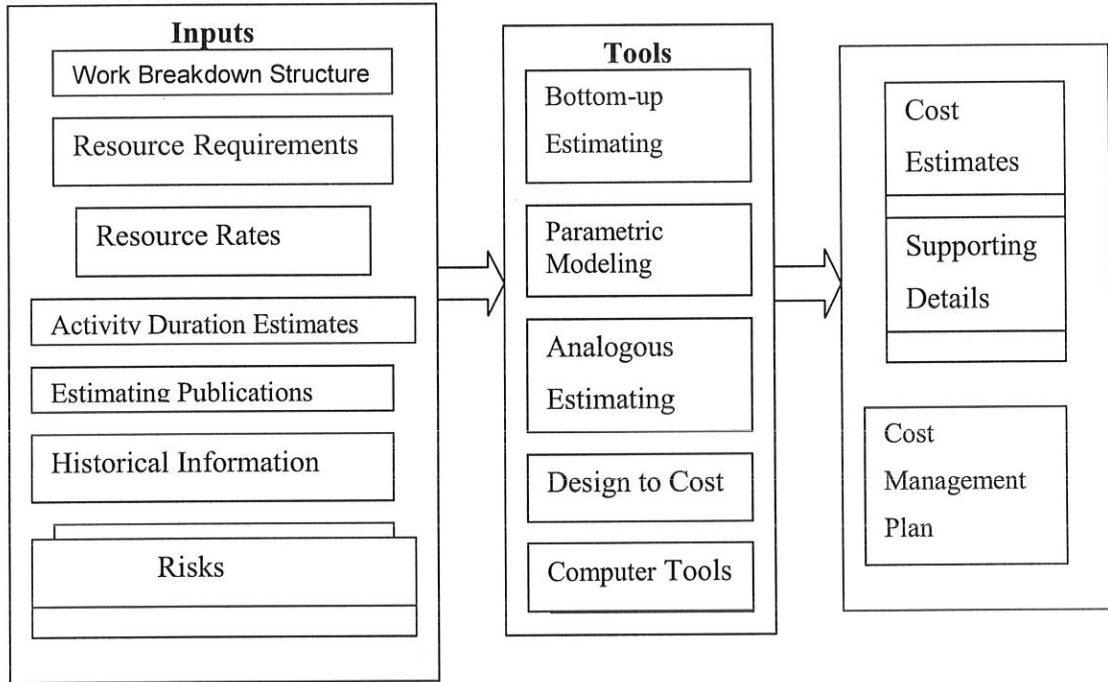 Inputs
Work Breakdown Structure
Resource Requirements
Resource Rates
Activity Duration Estimates
Estimating Publications
Historical Information
Risks
Tools
Bottom-up
Estimating
Parametric
Modeling
Analogous
Estimating
Design to Cost
Computer Tools
Cost
Estimates
Supporting
Details
Cost
Management
Plan